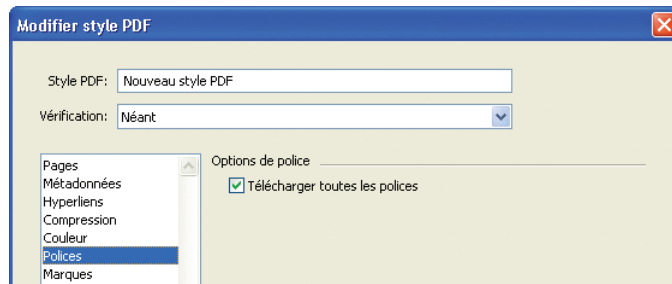 Modifier style PDF
Style PDF: Nouveau style PDF
Vérification: Néant
Options de police
Télécharger toutes les polices
Pages
Métadonnées
Hyperliens
Compression
Couleur
Polices
Marques